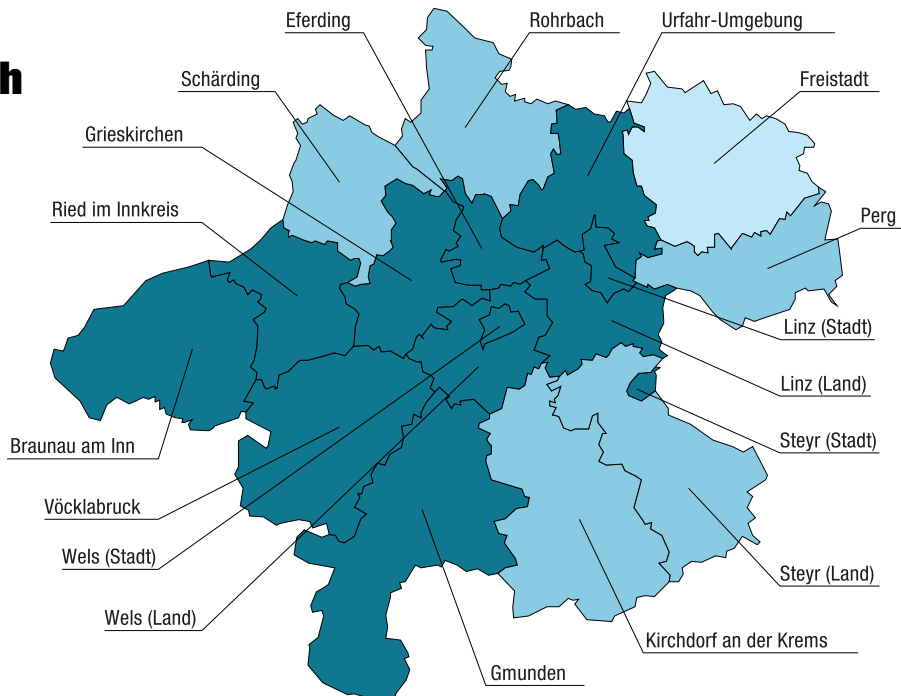 h
Eferding
Rohrbach
Urfahr-Umgebung
Schärding
Freistadt
Grieskirchen
Ried im Innkreis
Perg
Linz (Stadt)
Linz (Land)
Braunau am Inn
Steyr (Stadt)
Vöcklabruck
Wels (Stadt)
Steyr (Land)
Wels (Land)
Kirchdorf an der Krems
Gmunden